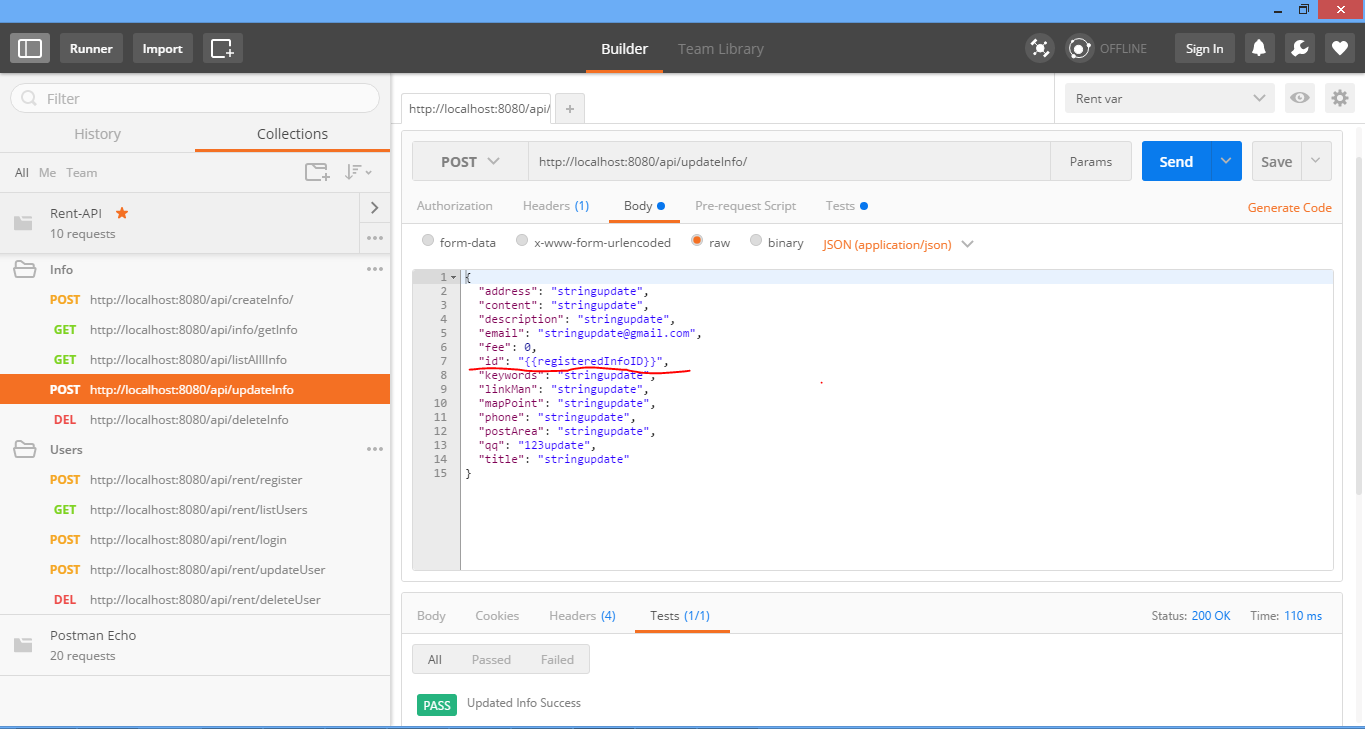 Runner
Import
Builder
Team Library
OFFLINE
Sign In
Filter
History
Collections
All Me Team
Rent-API
10 requests
Info
POST http://localhost:8080/api/createInfo/
GET http://localhost:8080/api/info/getInfo
GET http://localhost:8080/api/listAllInfo
POST http://localhost:8080/api/updateInfo
DEL http://localhost:8080/api/deleteInfo
Users
POST http://localhost:8080/api/rent/register
GET http://localhost:8080/api/rent/listUsers
POST http://localhost:8080/api/rent/login
POST http://localhost:8080/api/rent/updateUser
DEL http://localhost:8080/api/rent/deleteUser
Postman Echo
20 requests
http://localhost:8080/api/
+
Rent var
POST
http://localhost:8080/api/updateInfo/
Params
Send
Save
Authorization
Headers (1)
Body
Pre-request Script
Tests
Generate Code
form-data
x-www-form-urlencoded
raw
binary
JSON (application/json)
1 {
2 "address": "stringupdate",
3 "content": "stringupdate",
4 "description": "stringupdate",
5 "email": "stringupdate@gmail.com",
6 "fee": 0,
7 "id": "{{registeredInfoID}}",
8 "keywords": "stringupdate",
9 "linkMan": "stringupdate",
10 "mapPoint": "stringupdate",
11 "phone": "stringupdate",
12 "postArea": "stringupdate",
13 "qq": "123update",
14 "title": "stringupdate"
15 }
Body
Cookies
Headers (4)
Tests (1/1)
Status: 200 OK
Time: 110 ms
All
Passed
Failed
PASS Updated Info Success